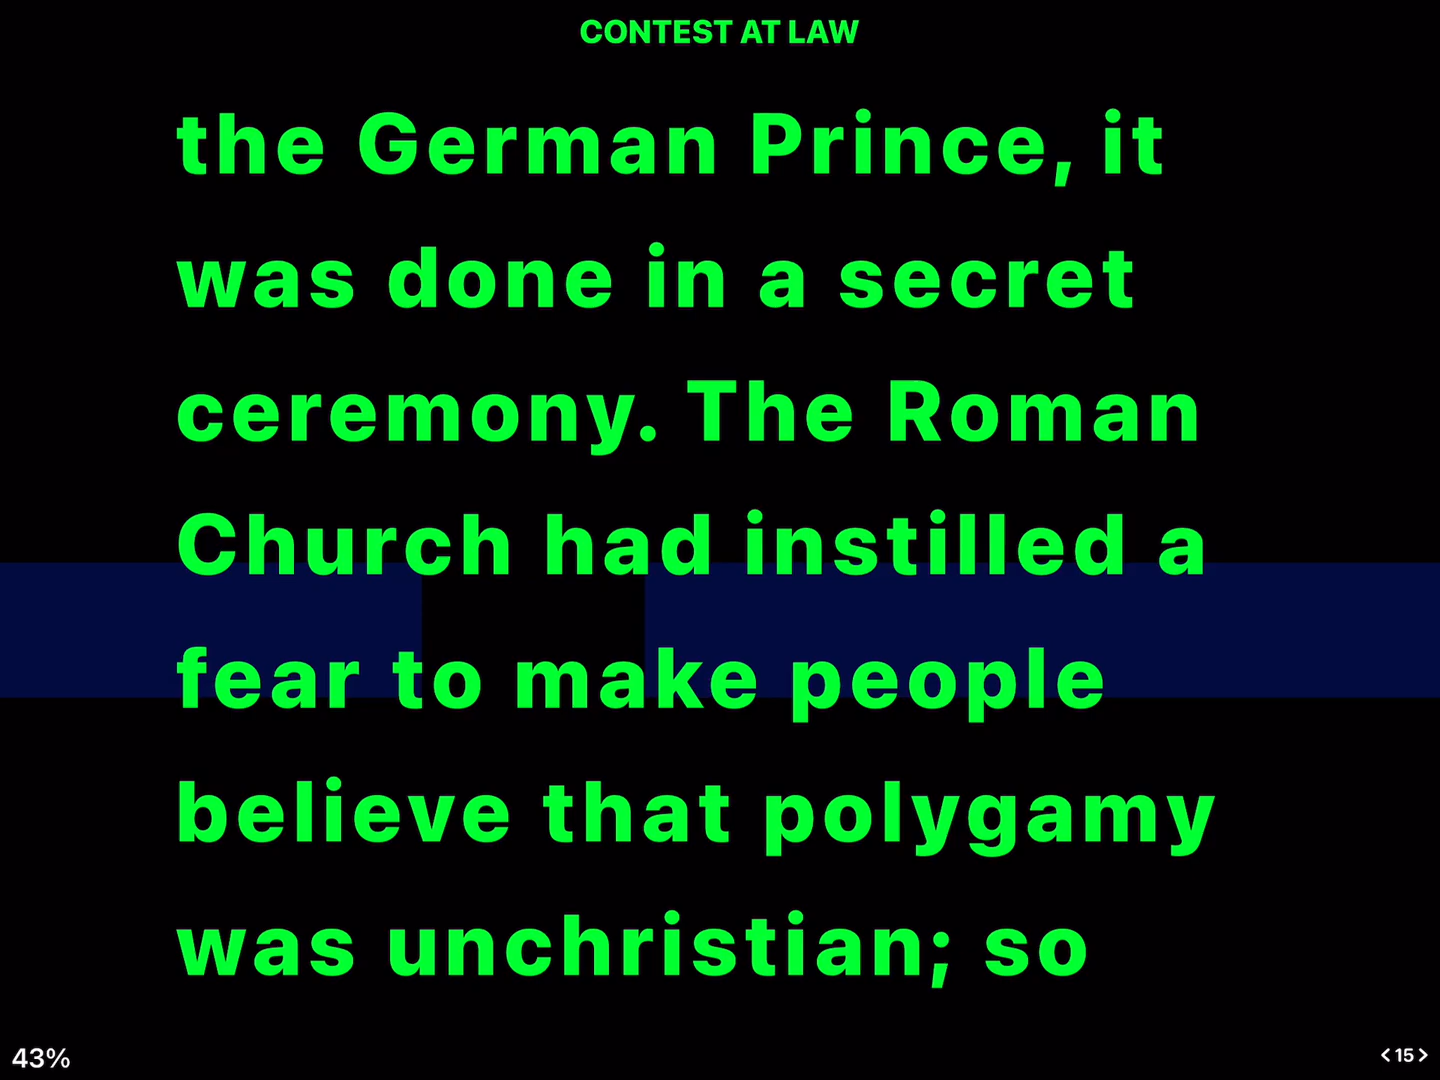 CONTEST AT LAW
the German Prince, it
was done in a secret
ceremony. The Roman
Church had instilled a
fear to make people
believe that polygamy
was unchristian; so
43%
<15>